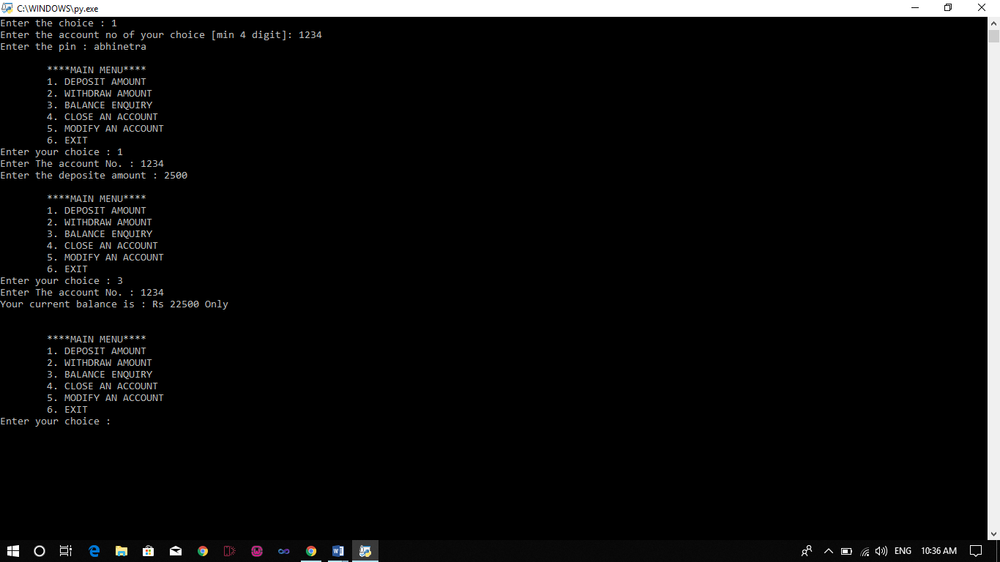 C:\WINDOWS\py.exe
Enter the choice : 1
Enter the account no of your choice [min 4 digit]: 1234
Enter the pin : abhinetra
****MAIN MENU****
1. DEPOSIT AMOUNT
2. WITHDRAW AMOUNT
3. BALANCE ENQUIRY
4. CLOSE AN ACCOUNT
5. MODIFY AN ACCOUNT
6. EXIT
Enter your choice : 1
Enter The account No. : 1234
Enter the deposite amount : 2500
****MAIN MENU****
1. DEPOSIT AMOUNT
2. WITHDRAW AMOUNT
3. BALANCE ENQUIRY
4. CLOSE AN ACCOUNT
5. MODIFY AN ACCOUNT
6. EXIT
Enter your choice : 3
Enter The account No. : 1234
Your current balance is : Rs 22500 Only
****MAIN MENU****
1. DEPOSIT AMOUNT
2. WITHDRAW AMOUNT
3. BALANCE ENQUIRY
4. CLOSE AN ACCOUNT
5. MODIFY AN ACCOUNT
6. EXIT
Enter your choice :
ENG 10:36 AM